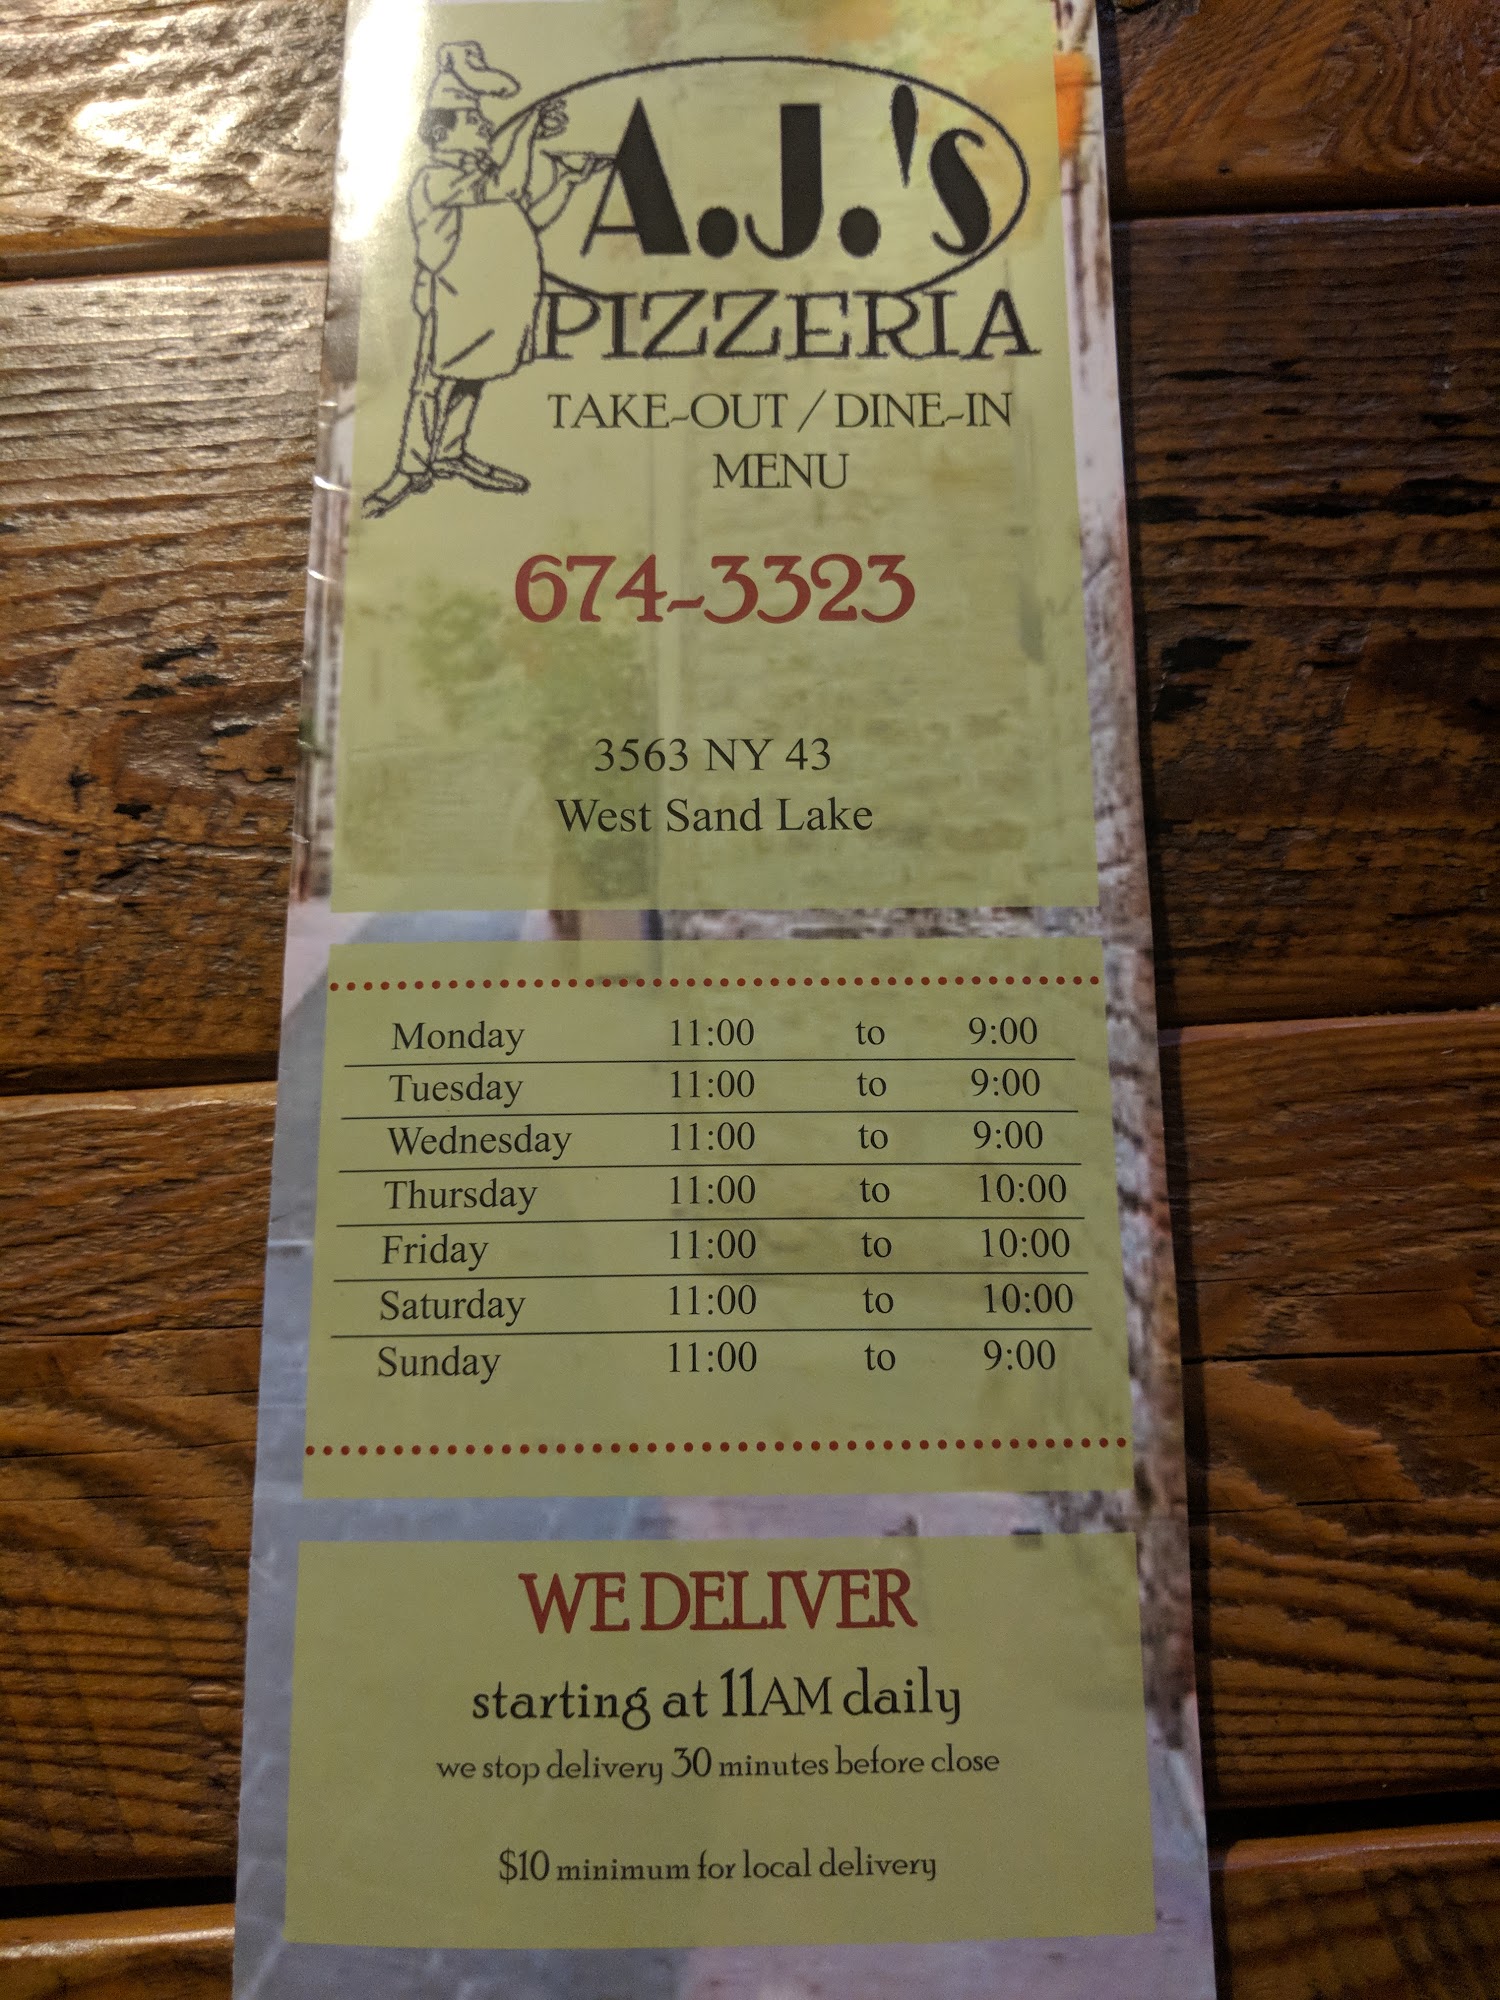 A.J.'s
PIZZERIA
TAKE-OUT / DINE-IN
MENU
674-3323
3563 NY 43
West Sand Lake
Monday 11:00 to 9:00
Tuesday 11:00 to 9:00
Wednesday 11:00 to 9:00
Thursday 11:00 to 10:00
Friday 11:00 to 10:00
Saturday 11:00 to 10:00
Sunday 11:00 to 9:00
WE DELIVER
starting at 11AM daily
we stop delivery 30 minutes before close
$10 minimum for local delivery